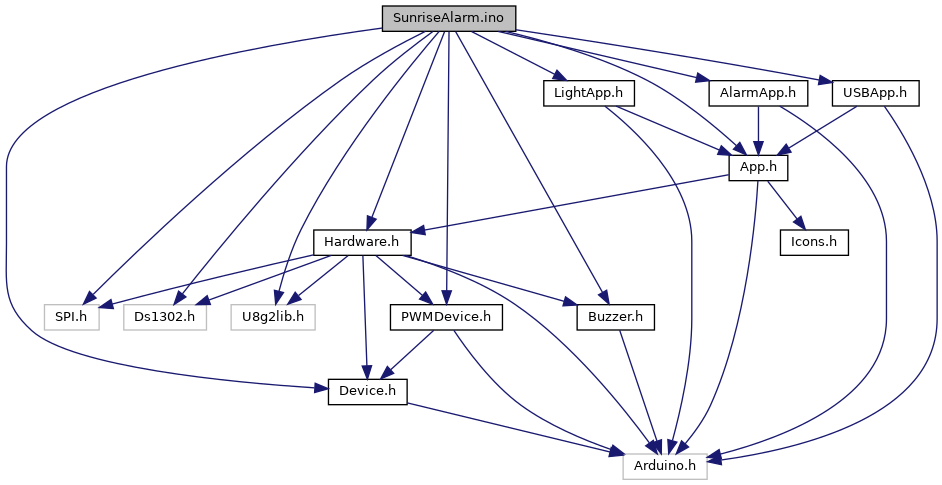 SunriseAlarm.ino
LightApp.h
AlarmApp.h
USBApp.h
App.h
Hardware.h
Icons.h
SPI.h
Ds1302.h
U8g2lib.h
PWMDevice.h
Buzzer.h
Device.h
Arduino.h